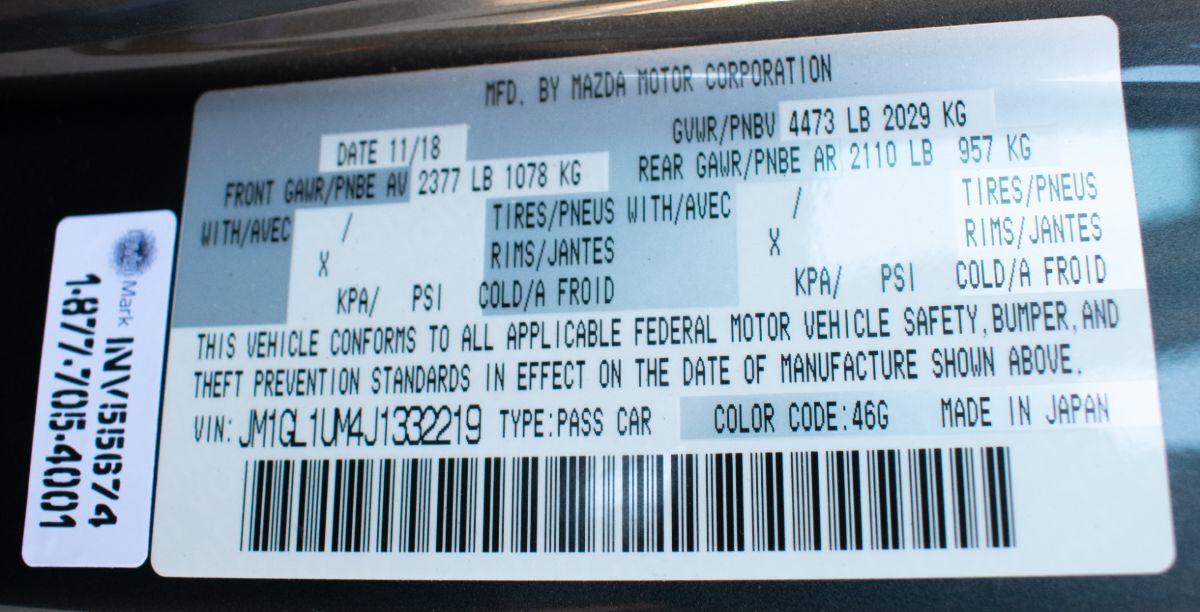 MFD. BY MAZDA MOTOR CORPORATION
DATE 11/18
GVWR/PNBV 4473 LB 2029 KG
FRONT GAWR/PNBE AV 2377 LB 1078 KG
REAR GAWR/PNBE AR 2110 LB 957 KG
WITH/AVEC / TIRES/PNEUS WITH/AVEC / TIRES/PNEUS
X RIMS/JANTES X RIMS/JANTES
KPA/ PSI COLD/A FROID KPA/ PSI COLD/A FROID
THIS VEHICLE CONFORMS TO ALL APPLICABLE FEDERAL MOTOR VEHICLE SAFETY, BUMPER, AND
THEFT PREVENTION STANDARDS IN EFFECT ON THE DATE OF MANUFACTURE SHOWN ABOVE.
VIN: JM1GL1UM4J1332219 TYPE:PASS CAR COLOR CODE:46G MADE IN JAPAN
Mark INV55674
1·877·705·4001